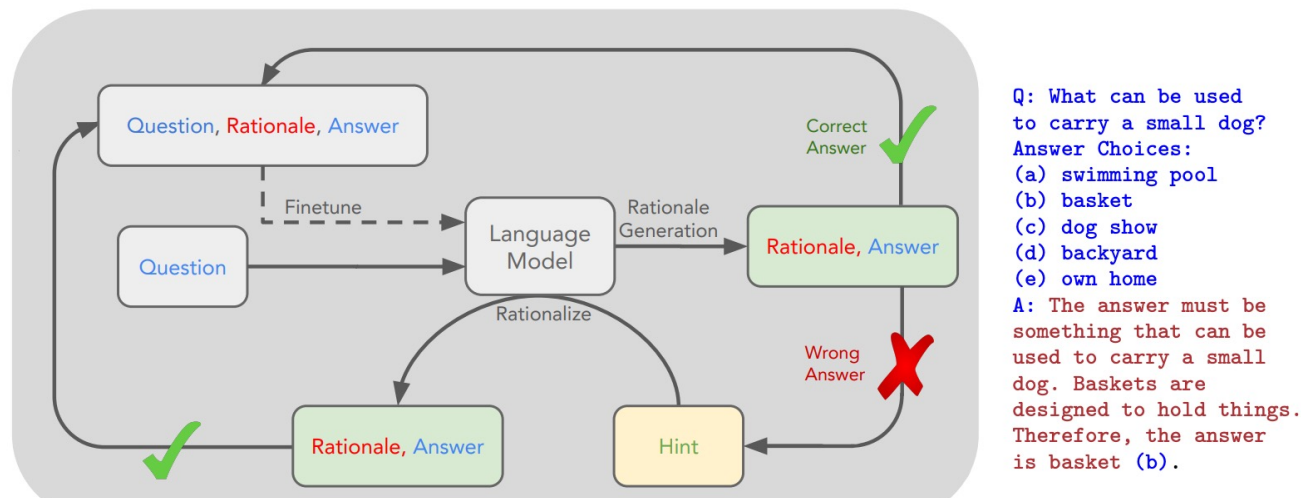 Question, Rationale, Answer
Correct
Answer
Finetune
Language
Model
Rationale
Generation
Question
Rationale, Answer
Rationalize
Wrong
Answer
Rationale, Answer
Hint
Q: What can be used
to carry a small dog?
Answer Choices:
(a) swimming pool
(b) basket
(c) dog show
(d) backyard
(e) own home
A: The answer must be
something that can be
used to carry a small
dog. Baskets are
designed to hold things.
Therefore, the answer
is basket (b).